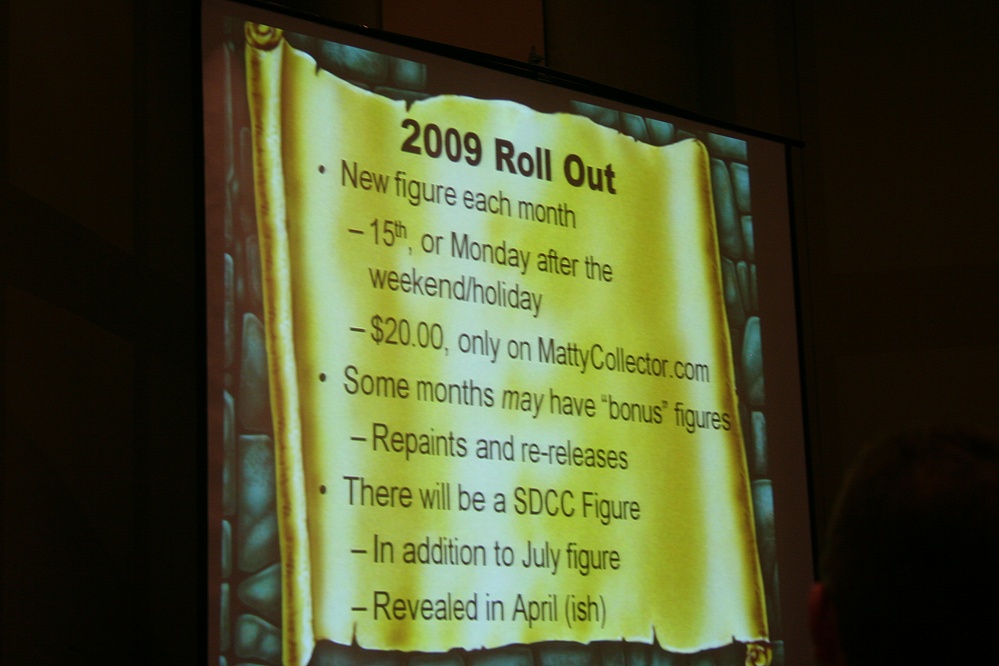 2009 Roll Out
• New figure each month
– 15th, or Monday after the
weekend/holiday
– $20.00, only on MattyCollector.com
• Some months may have “bonus” figures
– Repaints and re-releases
• There will be a SDCC Figure
– In addition to July figure
– Revealed in April (ish)